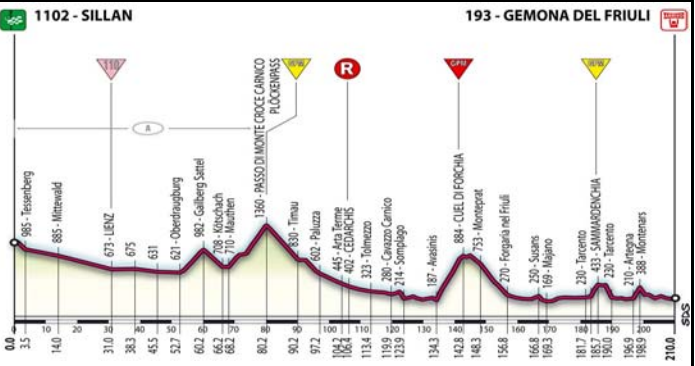 1102 - SILLAN
193 - GEMONA DEL FRIULI
110
GPM
A
985 - Tessenberg
885 - Mittewald
673 - LIENZ
675
631
621 - Oberdraugburg
982 - Gailberg Sattel
708 - Kötschach
710 - Mauthen
1360 - PASSO DI MONTE CROCE CARNICO
PLÖCKENPASS
830 - Timau
602 - Paluzza
R
445 - Arta Terme
402 - CEDARCHIS
323 - Tolmezzo
280 - Cavazzo Carnico
214 - Somplago
187 - Avasinis
884 - CUEL DI FORCHIA
753 - Monteprat
270 - Forgaria nel Friuli
250 - Susans
169 - Majano
230 - Tarcento
433 - SAMMARDENCHIA
230 - Tarcento
210 - Artegna
388 - Montenars
0 10 20 30 40 50 60 70 80 90 100 110 120 130 140 150 160 170 180 190 200
SDS
0.0 3.5 14.0 31.0 38.3 45.5 52.7 60.2 66.2 68.2 80.2 90.2 97.2 104.2 106.4 113.4 119.9 123.9 134.3 142.8 148.3 156.8 166.8 169.3 181.7 185.7 190.0 196.9 198.9 210.0